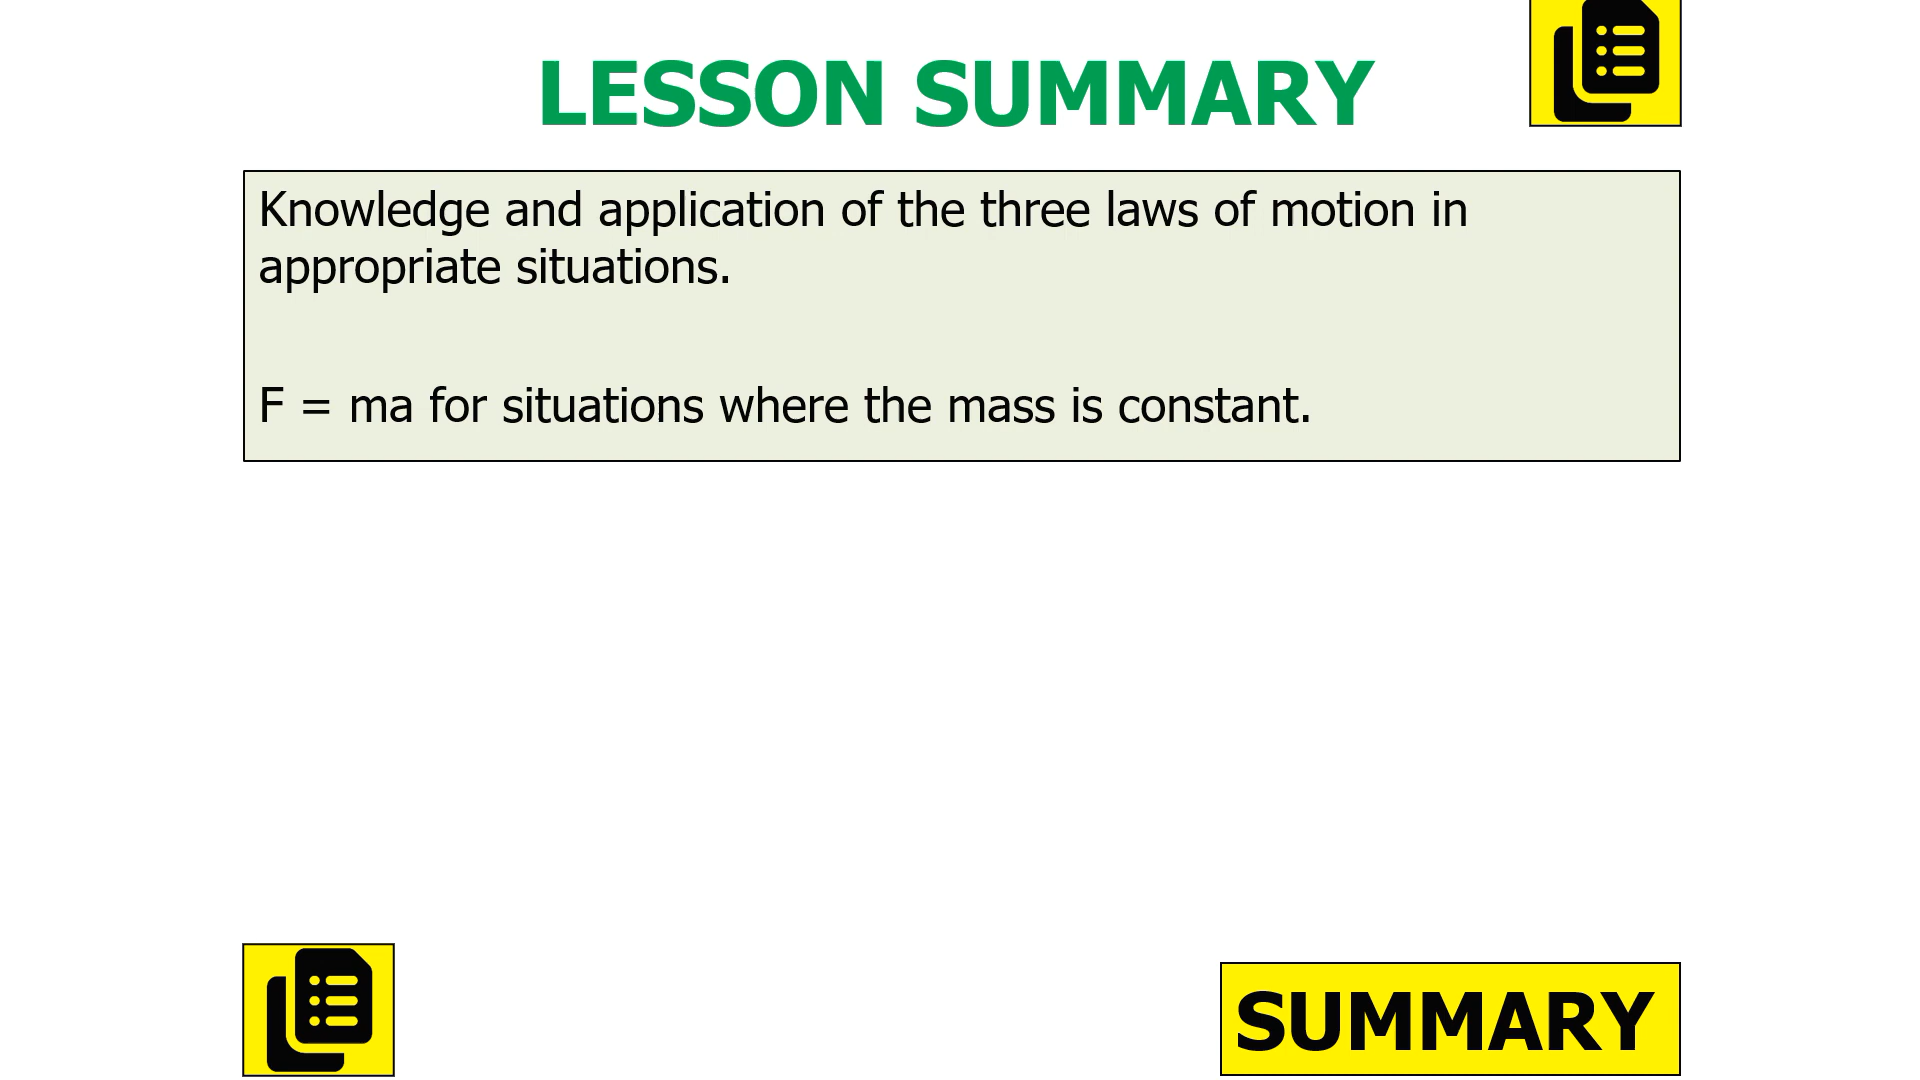 LESSON SUMMARY
Knowledge and application of the three laws of motion in
appropriate situations.
F = ma for situations where the mass is constant.
SUMMARY